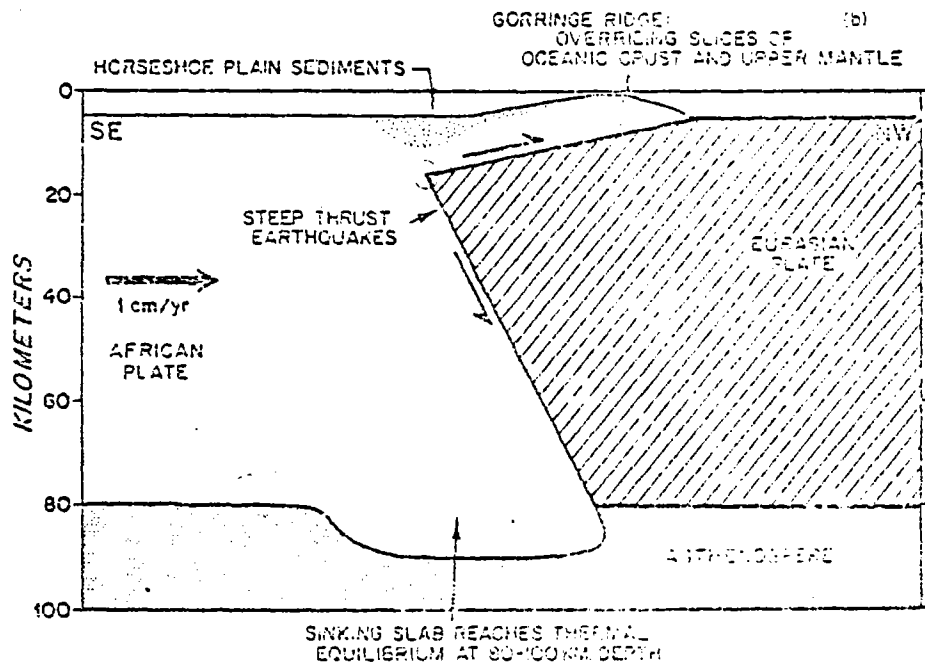 GORRINGE RIDGE: (b)
OVERRIDING SLICES OF
OCEANIC CRUST AND UPPER MANTLE
HORSESHOE PLAIN SEDIMENTS
0
SE
NW
20
STEEP THRUST
EARTHQUAKES
EURASIAN
PLATE
KILOMETERS
1 cm/yr
40
AFRICAN
PLATE
60
80
ASTHENOSPHERE
100
SINKING SLAB REACHES THERMAL
EQUILIBRIUM AT 80-100 KM DEPTH